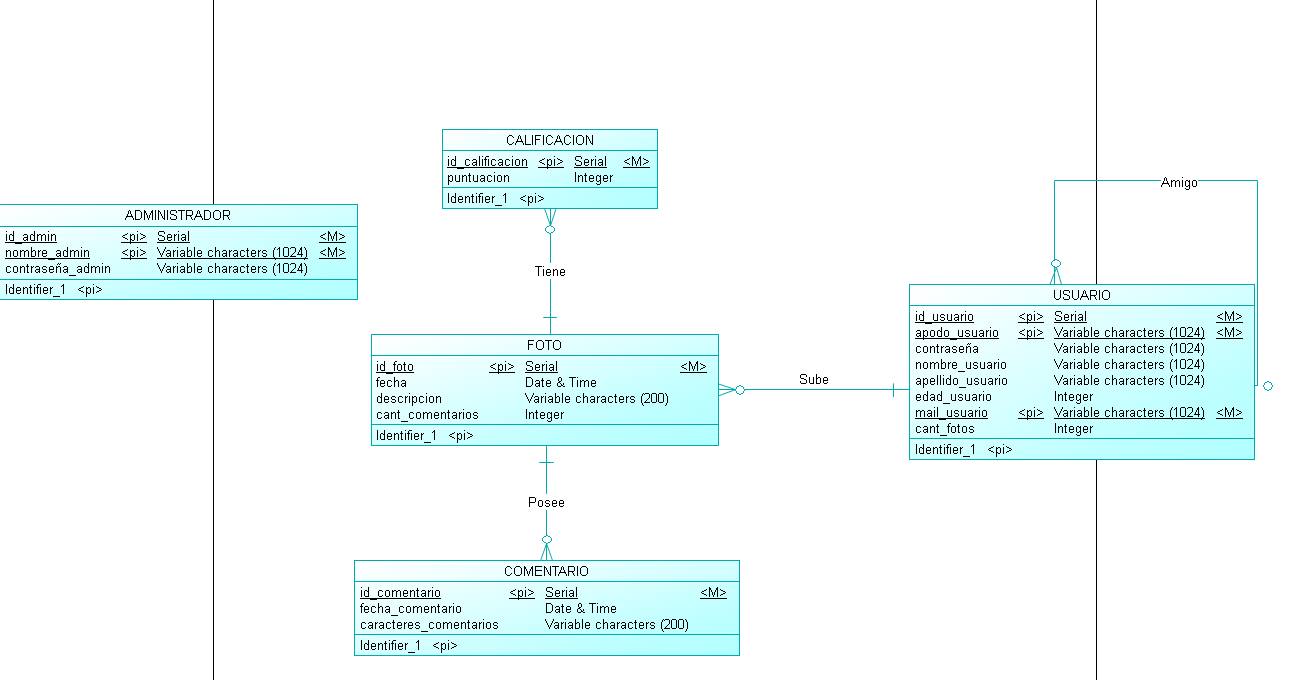 CALIFICACION
id_calificacion <pi> Serial <M>
puntuacion Integer
Identifier_1 <pi>
Amigo
ADMINISTRADOR
id_admin <pi> Serial <M>
nombre_admin <pi> Variable characters (1024) <M>
contraseña_admin Variable characters (1024)
Identifier_1 <pi>
Tiene
USUARIO
id_usuario <pi> Serial <M>
apodo_usuario <pi> Variable characters (1024) <M>
contraseña Variable characters (1024)
nombre_usuario Variable characters (1024)
apellido_usuario Variable characters (1024)
edad_usuario Integer
mail_usuario <pi> Variable characters (1024) <M>
cant_fotos Integer
Identifier_1 <pi>
FOTO
id_foto <pi> Serial <M>
fecha Date & Time
descripcion Variable characters (200)
cant_comentarios Integer
Identifier_1 <pi>
Sube
Posee
COMENTARIO
id_comentario <pi> Serial <M>
fecha_comentario Date & Time
caracteres_comentarios Variable characters (200)
Identifier_1 <pi>